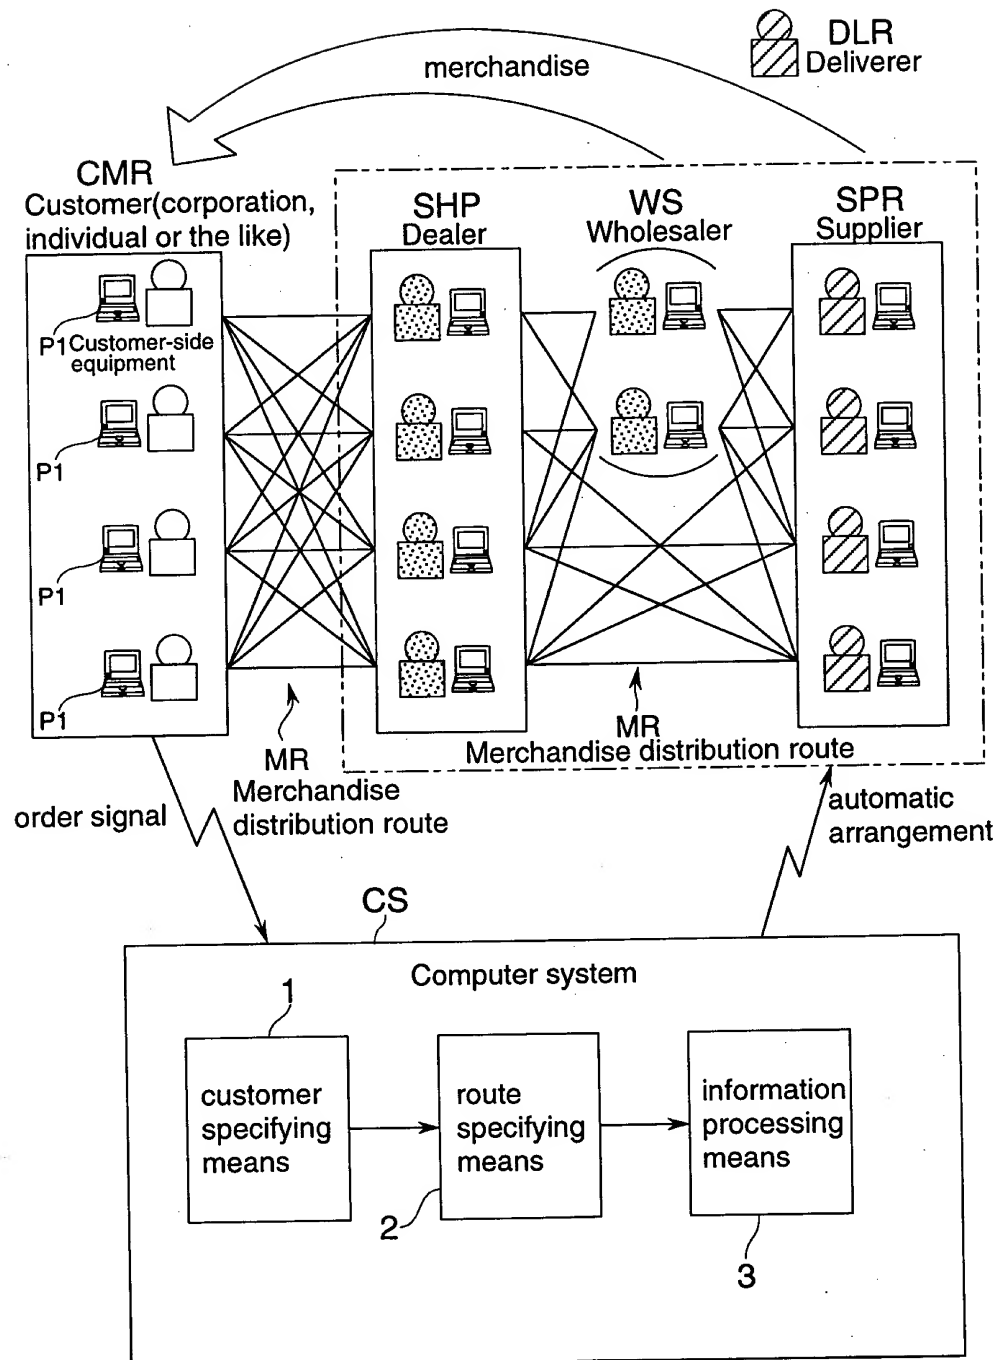 DLR
Deliverer
merchandise
CMR
Customer(corporation,
individual or the like)
SHP
Dealer
WS
Wholesaler
SPR
Supplier
P1 Customer-side
equipment
P1
P1
P1
MR
Merchandise
distribution route
MR
Merchandise distribution route
order signal
automatic
arrangement
CS
Computer system
1
customer
specifying
means
2
route
specifying
means
3
information
processing
means